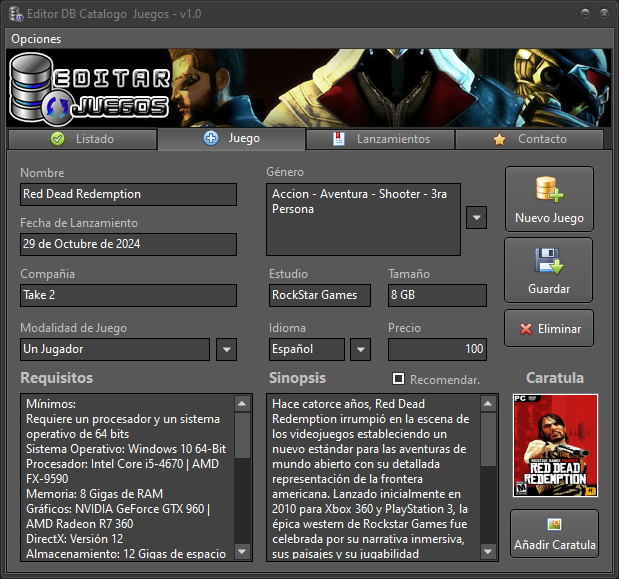 Editor DB Catalogo Juegos - v1.0
Opciones
EDITAR
JUEGOS
Listado
Juego
Lanzamientos
Contacto
Nombre
Red Dead Redemption
Género
Accion - Aventura - Shooter - 3ra
Persona
Nuevo Juego
Fecha de Lanzamiento
29 de Octubre de 2024
Compañia
Take 2
Estudio
RockStar Games
Tamaño
8 GB
Guardar
Modalidad de Juego
Un Jugador
Idioma
Español
Precio
100
Eliminar
Requisitos
Mínimos:
Requiere un procesador y un sistema
operativo de 64 bits
Sistema Operativo: Windows 10 64-Bit
Procesador: Intel Core i5-4670 | AMD
FX-9590
Memoria: 8 Gigas de RAM
Gráficos: NVIDIA GeForce GTX 960 |
AMD Radeon R7 360
DirectX: Versión 12
Almacenamiento: 12 Gigas de espacio
Sinopsis
Recomendar.
Hace catorce años, Red Dead
Redemption irrumpió en la escena de
los videojuegos estableciendo un
nuevo estándar para las aventuras de
mundo abierto con su detallada
representación de la frontera
americana. Lanzado inicialmente en
2010 para Xbox 360 y PlayStation 3, la
épica western de Rockstar Games fue
celebrada por su narrativa inmersiva,
sus paisajes y su jugabilidad
Caratula
PC DVD
RED DEAD
REDEMPTION
Añadir Caratula